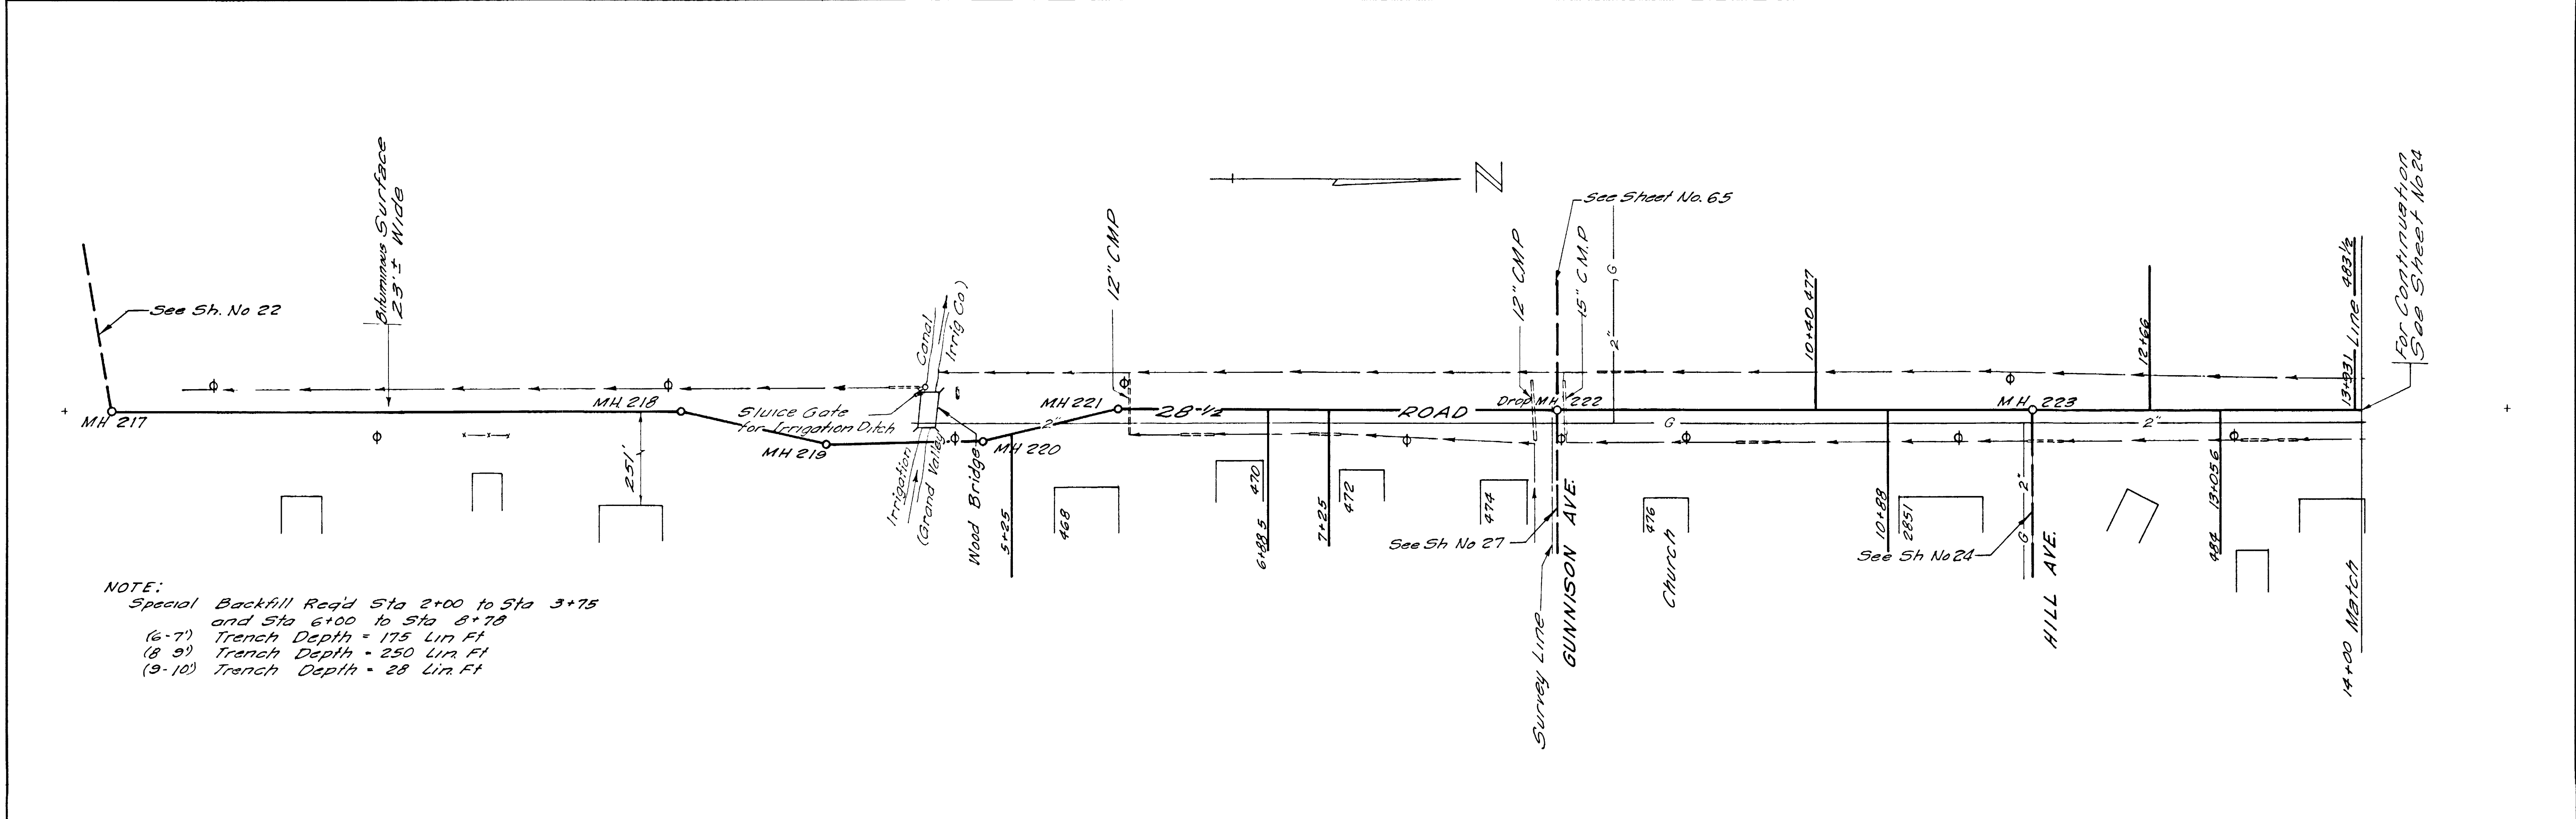 See Sh. No 22
Bituminous Surface
23' ± Wide
MH 217
MH 218
Sluice Gate
for Irrigation Ditch
MH 219
251'
Canal
Irrig Co)
Irrigation
(Grand Valley
Wood Bridge
MH 220
MH 221
2"
12" CMP
28-1/2
ROAD
N
5+25
468
6+88.5
470
7+25
472
474
12" CMP
15" C.M.P
See Sheet No. 65
G
2"
Drop MH 222
See Sh No 27
Survey Line
GUNNISON AVE.
476
Church
G
10+40 477
10+88
2851
See Sh No 24
MH 223
G 2"
HILL AVE.
12+66
2"
484 13+056
13+931 Line 483 1/2
14+00 Match
For Continuation
See Sheet No 24
NOTE:
Special Backfill Req'd Sta 2+00 to Sta 3+75
and Sta 6+00 to Sta 8+78
(6-7') Trench Depth = 175 Lin Ft
(8 9') Trench Depth = 250 Lin. Ft
(9-10') Trench Depth = 28 Lin. Ft